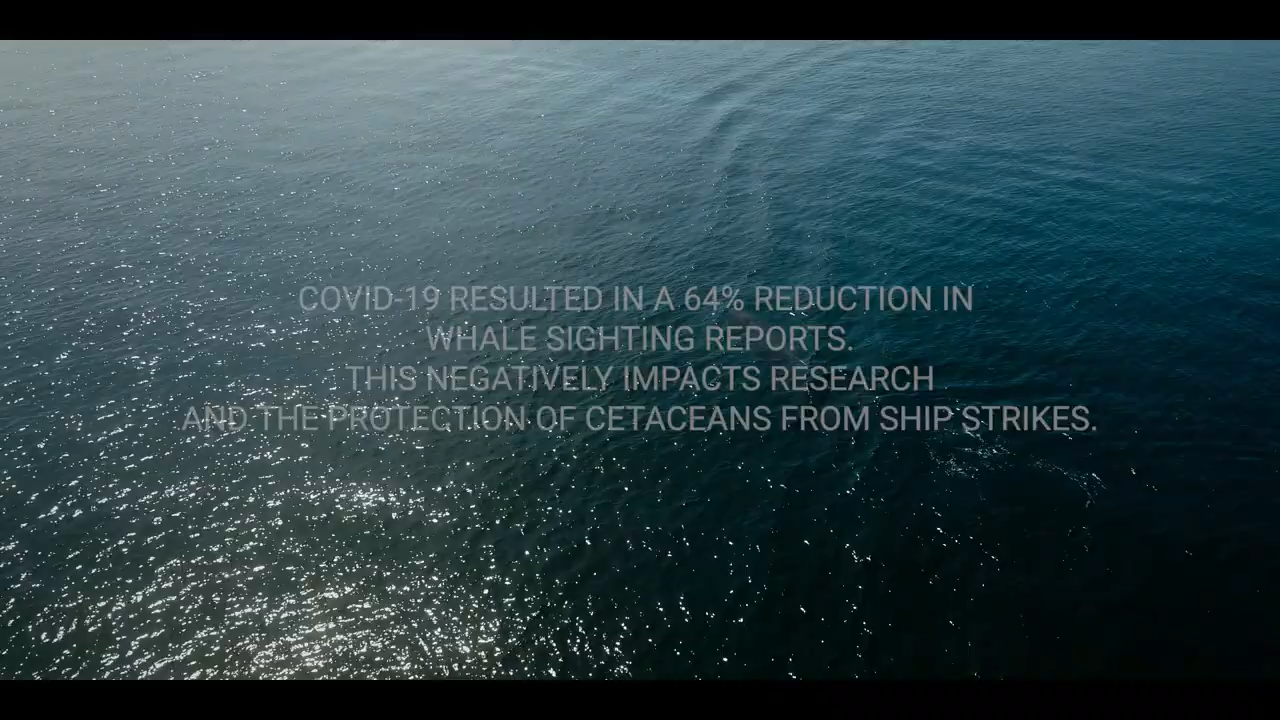 COVID-19 RESULTED IN A 64% REDUCTION IN
WHALE SIGHTING REPORTS.
THIS NEGATIVELY IMPACTS RESEARCH
AND THE PROTECTION OF CETACEANS FROM SHIP STRIKES.